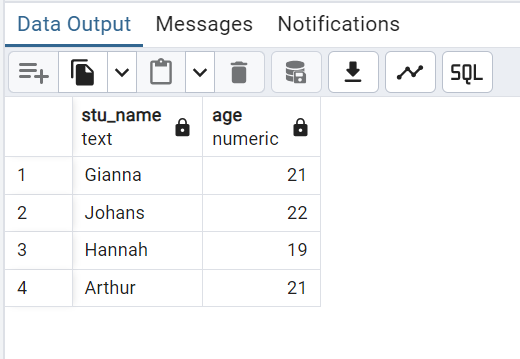 Data Output Messages Notifications
SQL
stu_name age
text numeric
1 Gianna 21
2 Johans 22
3 Hannah 19
4 Arthur 21